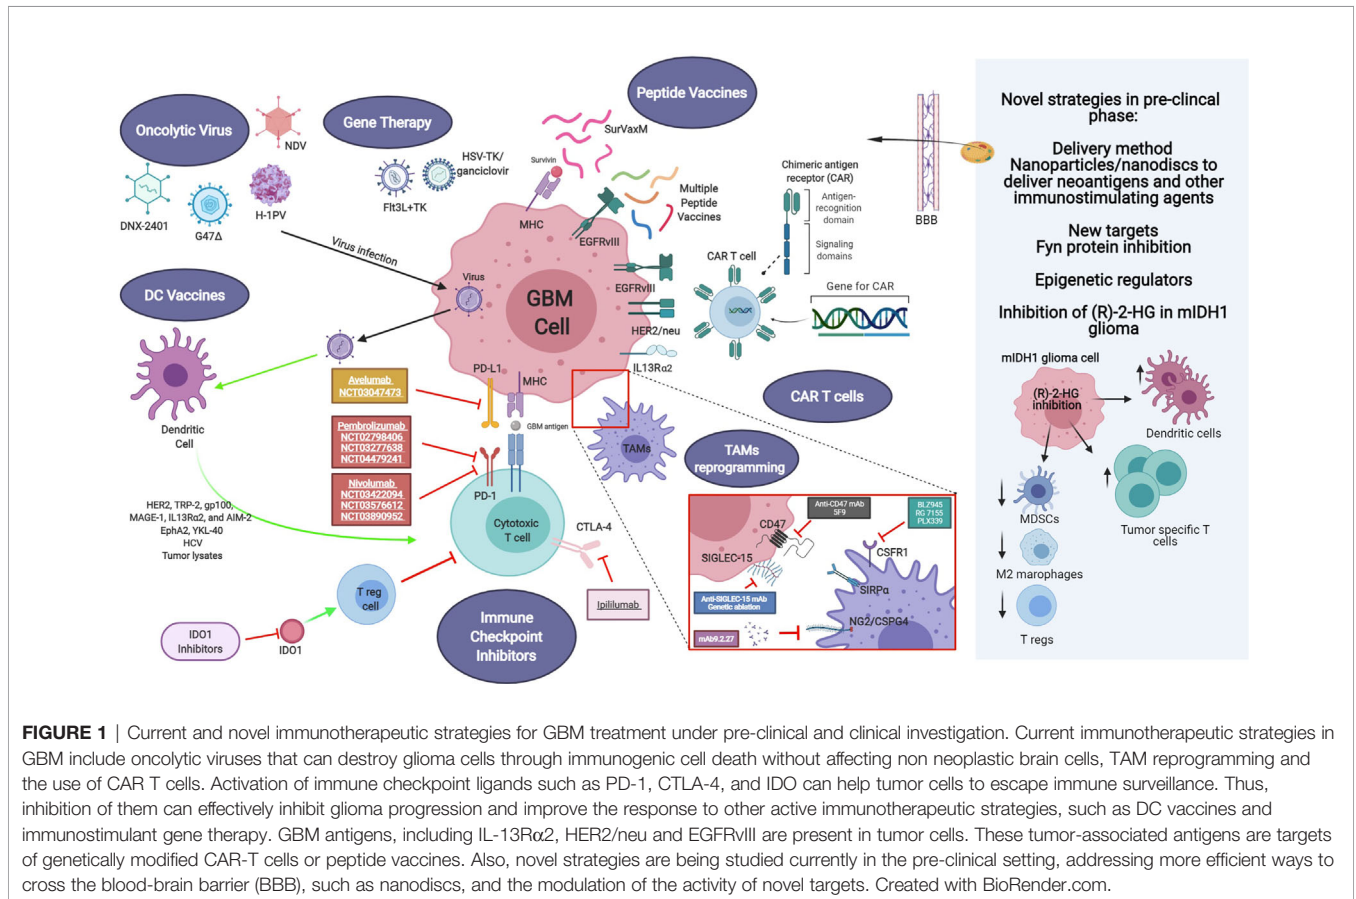 Oncolytic Virus
NDV
DNX-2401
G47Δ
H-1PV
Gene Therapy
HSV-TK/
ganciclovir
Flt3L+TK
Virus infection
Peptide Vaccines
SurVaxM
Survivin
MHC
Multiple
Peptide
Vaccines
EGFRvIII
EGFRvIII
HER2/neu
IL13Rα2
Virus
GBM
Cell
Chimeric antigen
receptor (CAR)
Antigen-
recognition
domain
Signaling
domains
CAR T cell
Gene for CAR
BBB
CAR T cells
DC Vaccines
Dendritic
Cell
HER2, TRP-2, gp100,
MAGE-1, IL13Rα2, and AIM-2
EphA2, YKL-40
HCV
Tumor lysates
Avelumab
NCT03047473
Pembrolizumab
NCT02798406
NCT03277638
NCT04479241
Nivolumab
NCT03422094
NCT03576612
NCT03890952
PD-L1
MHC
GBM antigen
PD-1
Cytotoxic
T cell
CTLA-4
Ipililumab
T reg
cell
IDO1
Inhibitors
IDO1
Immune
Checkpoint
Inhibitors
TAMs
TAMs
reprogramming
Anti-CD47 mAb
5F9
BLZ945
RG 7155
PLX339
CD47
SIGLEC-15
CSFR1
SIRPα
Anti-SIGLEC-15 mAb
Genetic ablation
NG2/CSPG4
mAb9.2.27
Novel strategies in pre-clincal
phase:
Delivery method
Nanoparticles/nanodiscs to
deliver neoantigens and other
immunostimulating agents
New targets
Fyn protein inhibition
Epigenetic regulators
Inhibition of (R)-2-HG in mIDH1
glioma
mIDH1 glioma cell
(R)-2-HG
inhibition
Dendritic cells
MDSCs
Tumor specific T
cells
M2 marophages
T regs
FIGURE 1 | Current and novel immunotherapeutic strategies for GBM treatment under pre-clinical and clinical investigation. Current immunotherapeutic strategies in
GBM include oncolytic viruses that can destroy glioma cells through immunogenic cell death without affecting non neoplastic brain cells, TAM reprogramming and
the use of CAR T cells. Activation of immune checkpoint ligands such as PD-1, CTLA-4, and IDO can help tumor cells to escape immune surveillance. Thus,
inhibition of them can effectively inhibit glioma progression and improve the response to other active immunotherapeutic strategies, such as DC vaccines and
immunostimulant gene therapy. GBM antigens, including IL-13Rα2, HER2/neu and EGFRvIII are present in tumor cells. These tumor-associated antigens are targets
of genetically modified CAR-T cells or peptide vaccines. Also, novel strategies are being studied currently in the pre-clinical setting, addressing more efficient ways to
cross the blood-brain barrier (BBB), such as nanodiscs, and the modulation of the activity of novel targets. Created with BioRender.com.